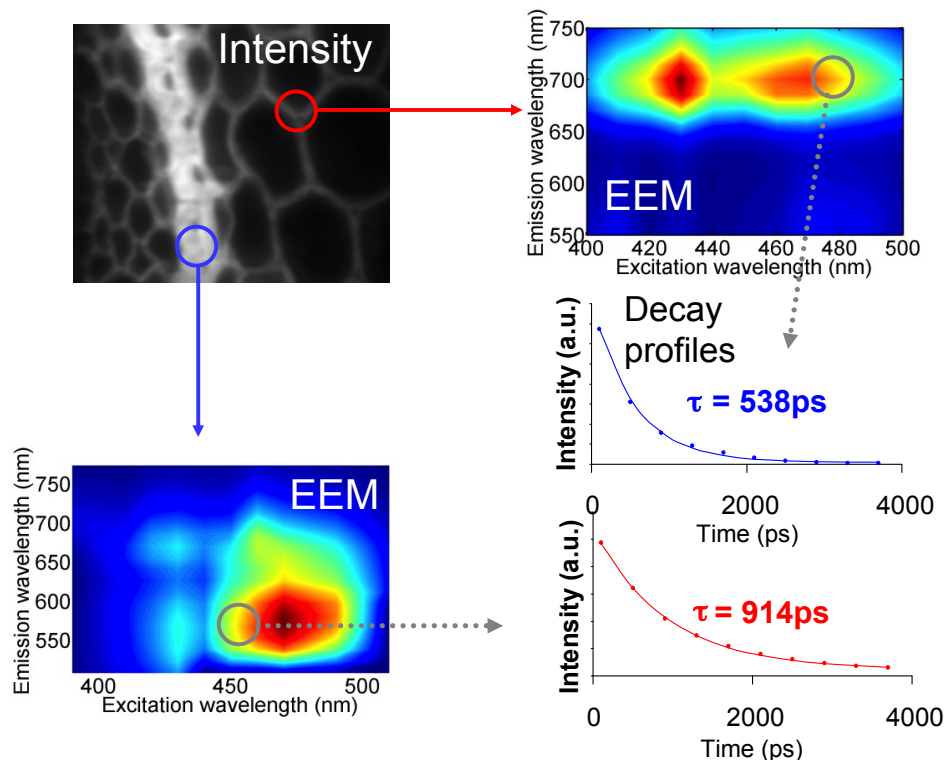 Intensity
Emission wavelength (nm)
750
700
650
600
550
EEM
400
420
440
460
480
500
Excitation wavelength (nm)
Intensity (a.u.)
Decay
profiles
τ = 538ps
0
2000
4000
Time (ps)
Emission wavelength (nm)
750
700
650
600
550
EEM
400
450
500
Excitation wavelength (nm)
Intensity (a.u.)
τ = 914ps
0
2000
4000
Time (ps)